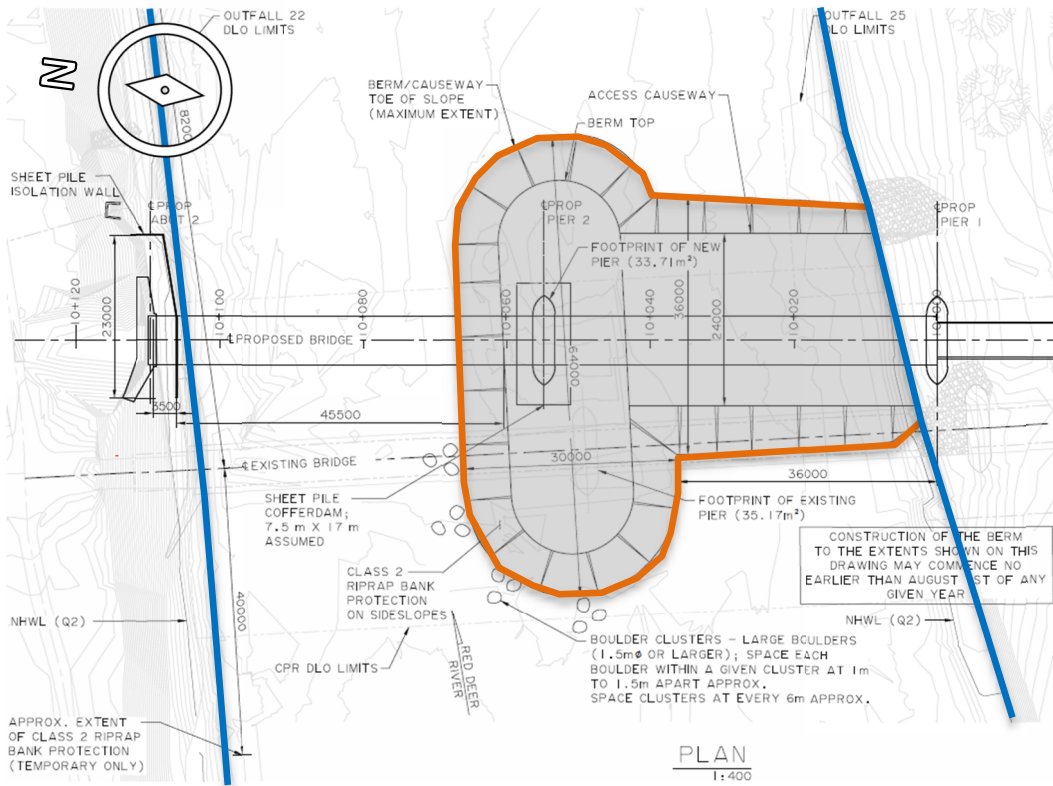 OUTFALL 22
DLO LIMITS
OUTFALL 25
DLO LIMITS
N
BERM/CAUSEWAY
TOE OF SLOPE
(MAXIMUM EXTENT)
ACCESS CAUSEWAY
BERM TOP
8200
SHEET PILE
ISOLATION WALL
℄PROP
ABUT 2
℄PROP
PIER 2
℄PROP
PIER 1
FOOTPRINT OF NEW
PIER (33.71m²)
10+120
23000
10+100
10+080
10+060
10+040
36000
24000
10+020
10+000
℄PROPOSED BRIDGE
64000
3500
45500
℄EXISTING BRIDGE
30000
36000
SHEET PILE
COFFERDAM;
7.5 m X 17 m
ASSUMED
FOOTPRINT OF EXISTING
PIER (35.17m²)
CONSTRUCTION OF THE BERM
TO THE EXTENTS SHOWN ON THIS
DRAWING MAY COMMENCE NO
EARLIER THAN AUGUST 1ST OF ANY
GIVEN YEAR
CLASS 2
RIPRAP BANK
PROTECTION
ON SIDESLOPES
40000
NHWL (Q2)
NHWL (Q2)
CPR DLO LIMITS
RED DEER
RIVER
BOULDER CLUSTERS - LARGE BOULDERS
(1.5mø OR LARGER); SPACE EACH
BOULDER WITHIN A GIVEN CLUSTER AT 1m
TO 1.5m APART APPROX.
SPACE CLUSTERS AT EVERY 6m APPROX.
APPROX. EXTENT
OF CLASS 2 RIPRAP
BANK PROTECTION
(TEMPORARY ONLY)
PLAN
1:400